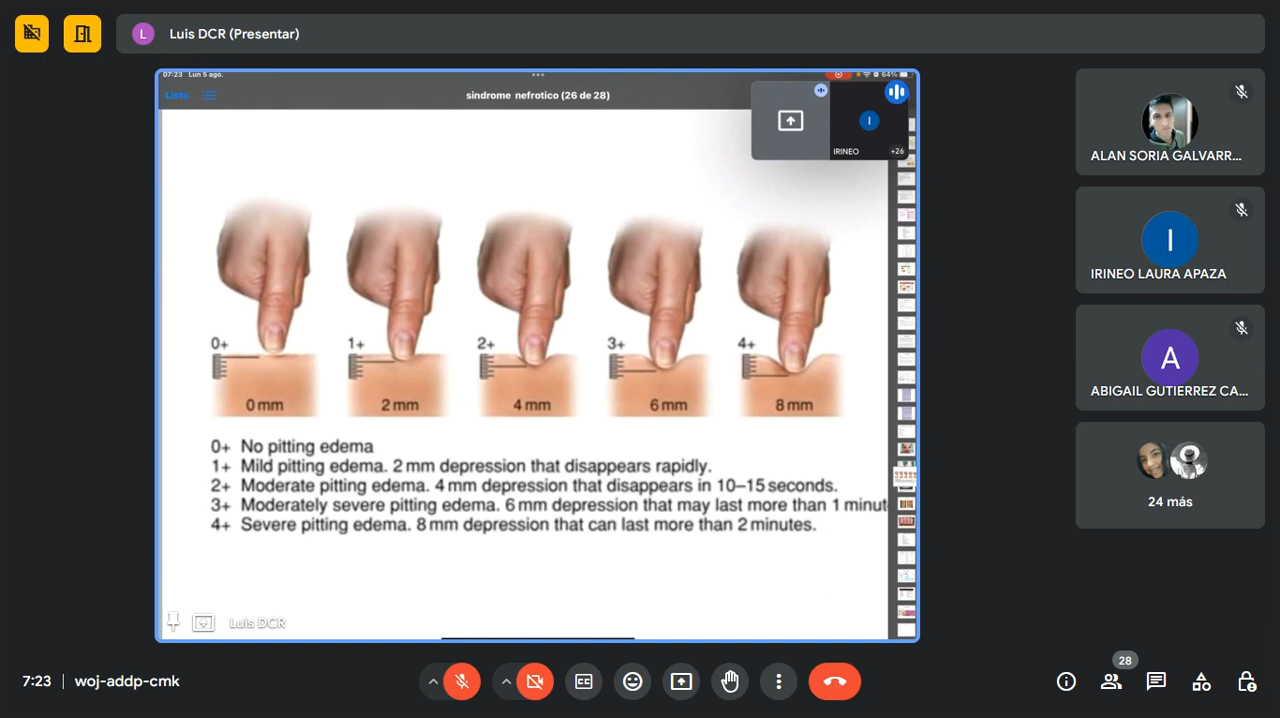 L Luis DCR (Presentar)
07:23 Lun 5 ago.
64%
Listo
sindrome nefrotico (26 de 28)
I
IRINEO
+26
0+ 1+ 2+ 3+ 4+
0 mm 2 mm 4 mm 6 mm 8 mm
0+ No pitting edema
1+ Mild pitting edema. 2 mm depression that disappears rapidly.
2+ Moderate pitting edema. 4 mm depression that disappears in 10–15 seconds.
3+ Moderately severe pitting edema. 6 mm depression that may last more than 1 minut
4+ Severe pitting edema. 8 mm depression that can last more than 2 minutes.
Luis DCR
ALAN SORIA GALVARR...
I
IRINEO LAURA APAZA
A
ABIGAIL GUTIERREZ CA...
24 más
7:23 | woj-addp-cmk
28